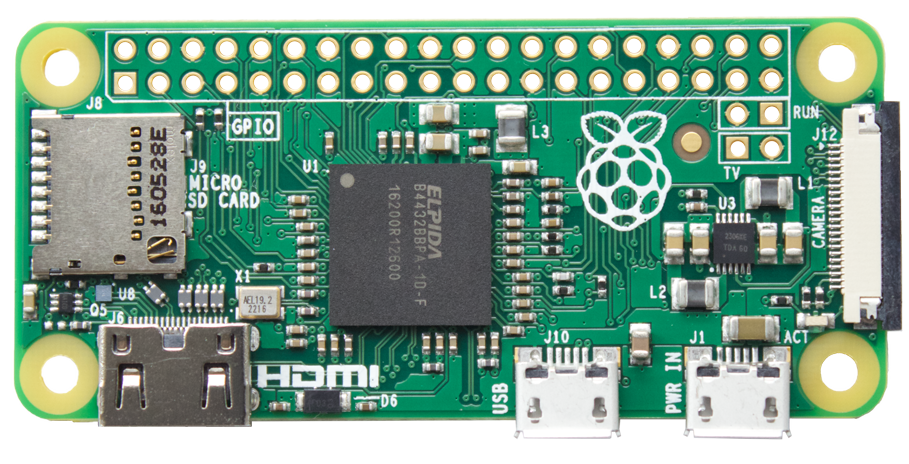 J8
GPIO
L3
RUN
J12
TV
160528E
J9
MICRO
SD CARD
U1
ELPIDA
B4432BBPA-1D-F
16200R12600
L1
U3
CAMERA
X1
AEL19.2
2216
U8
Q5
L2
J6
J10
J1
ACT
HDMI
D6
USB
PWR IN